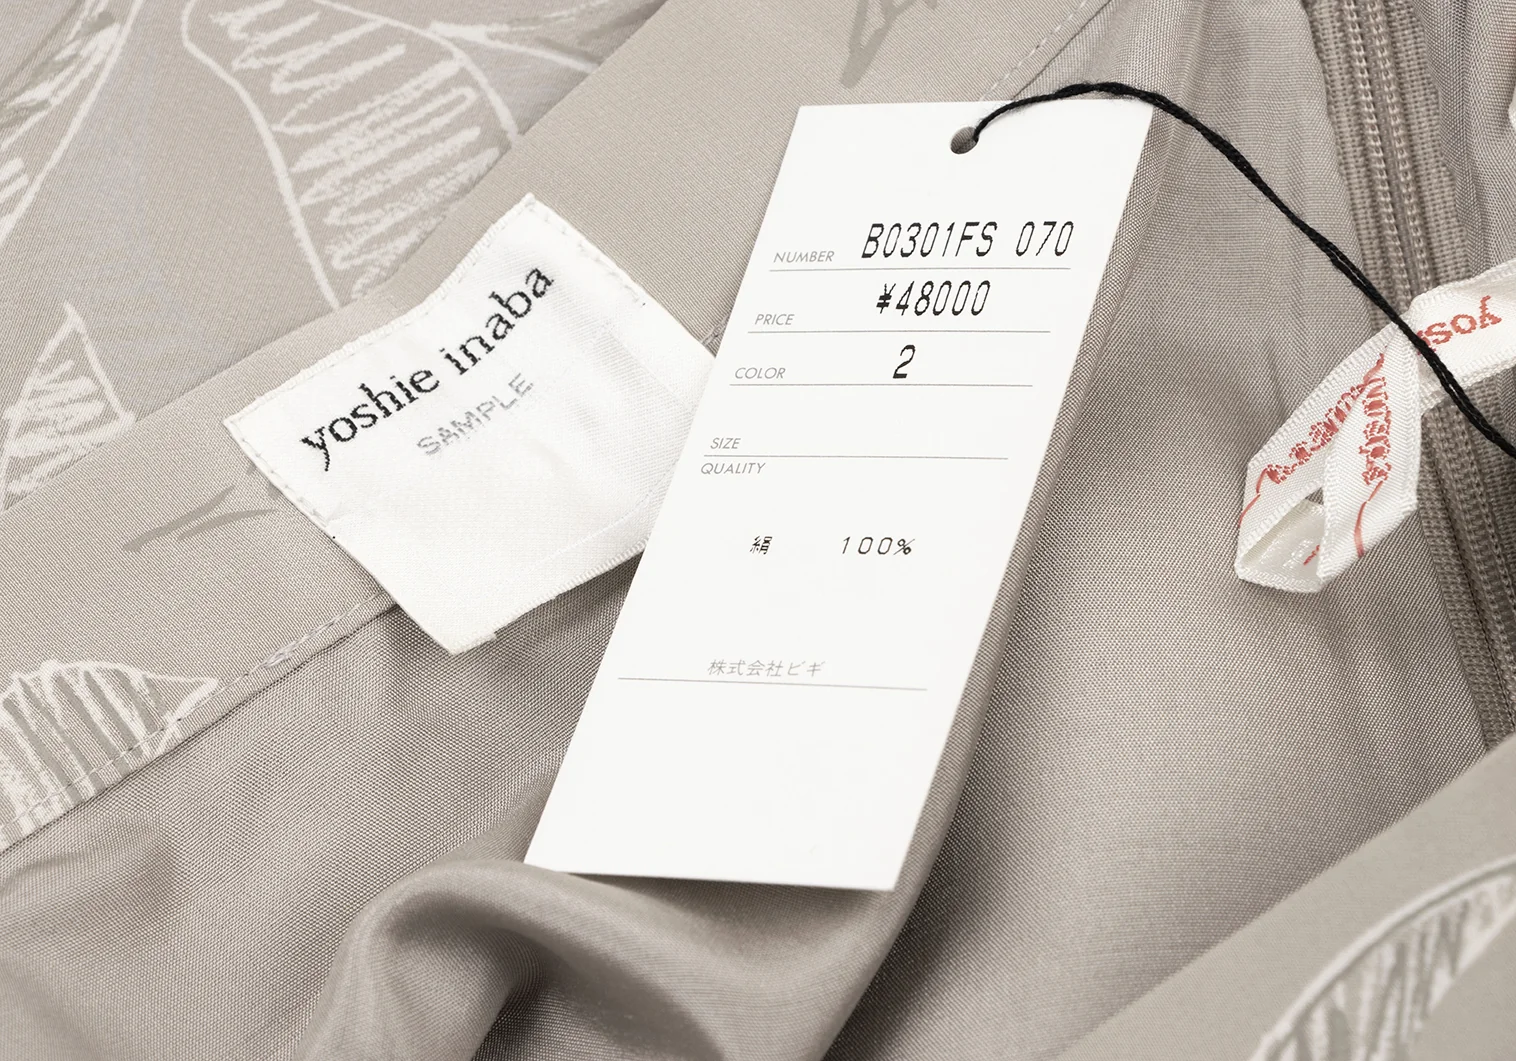 yoshie inaba
SAMPLE
NUMBER B0301FS 070
PRICE ¥48000
COLOR 2
SIZE
QUALITY
絹 100%
株式会社ビギ